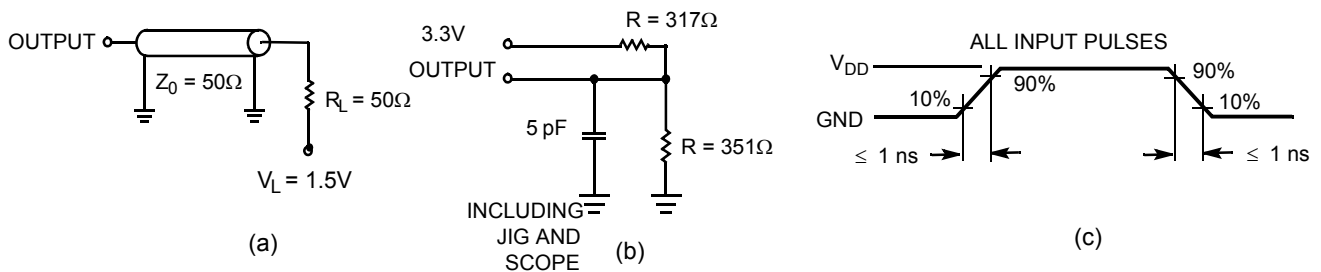 OUTPUT
Z0 = 50Ω
RL = 50Ω
VL = 1.5V
(a)
R = 317Ω
3.3V
OUTPUT
5 pF
R = 351Ω
INCLUDING
JIG AND
SCOPE
(b)
ALL INPUT PULSES
VDD
90%
90%
10%
10%
GND
≤ 1 ns
≤ 1 ns
(c)